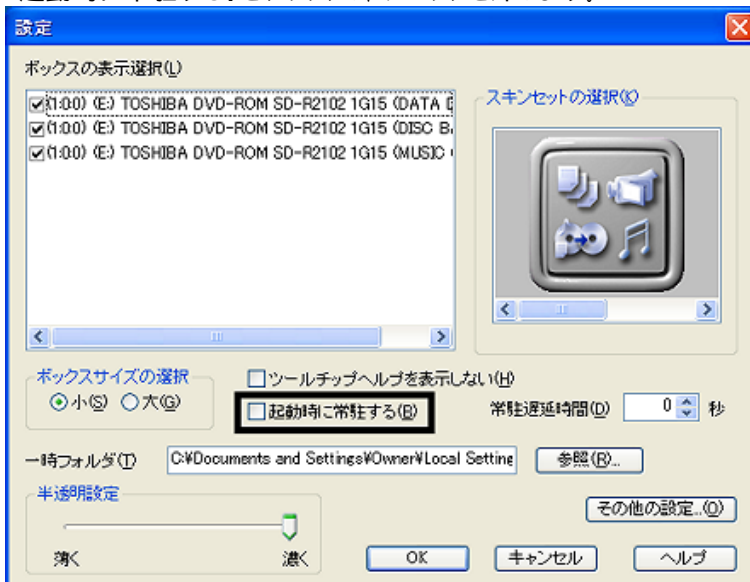 設定
ボックスの表示選択(L)
(1:0:0) (E:) TOSHIBA DVD-ROM SD-R2102 1G15 (DATA
(1:0:0) (E:) TOSHIBA DVD-ROM SD-R2102 1G15 (DISC
(1:0:0) (E:) TOSHIBA DVD-ROM SD-R2102 1G15 (MUSIC
スキンセットの選択(K)
ボックスサイズの選択
小(S) 大(G)
ツールチップヘルプを表示しない(H)
起動時に常駐する(B)
常駐遅延時間(D) 0 秒
一時フォルダ(T) C:¥Documents and Settings¥Owner¥Local Setting 参照(R)...
半透明設定
薄く 濃く
その他の設定...(O)
OK キャンセル ヘルプ